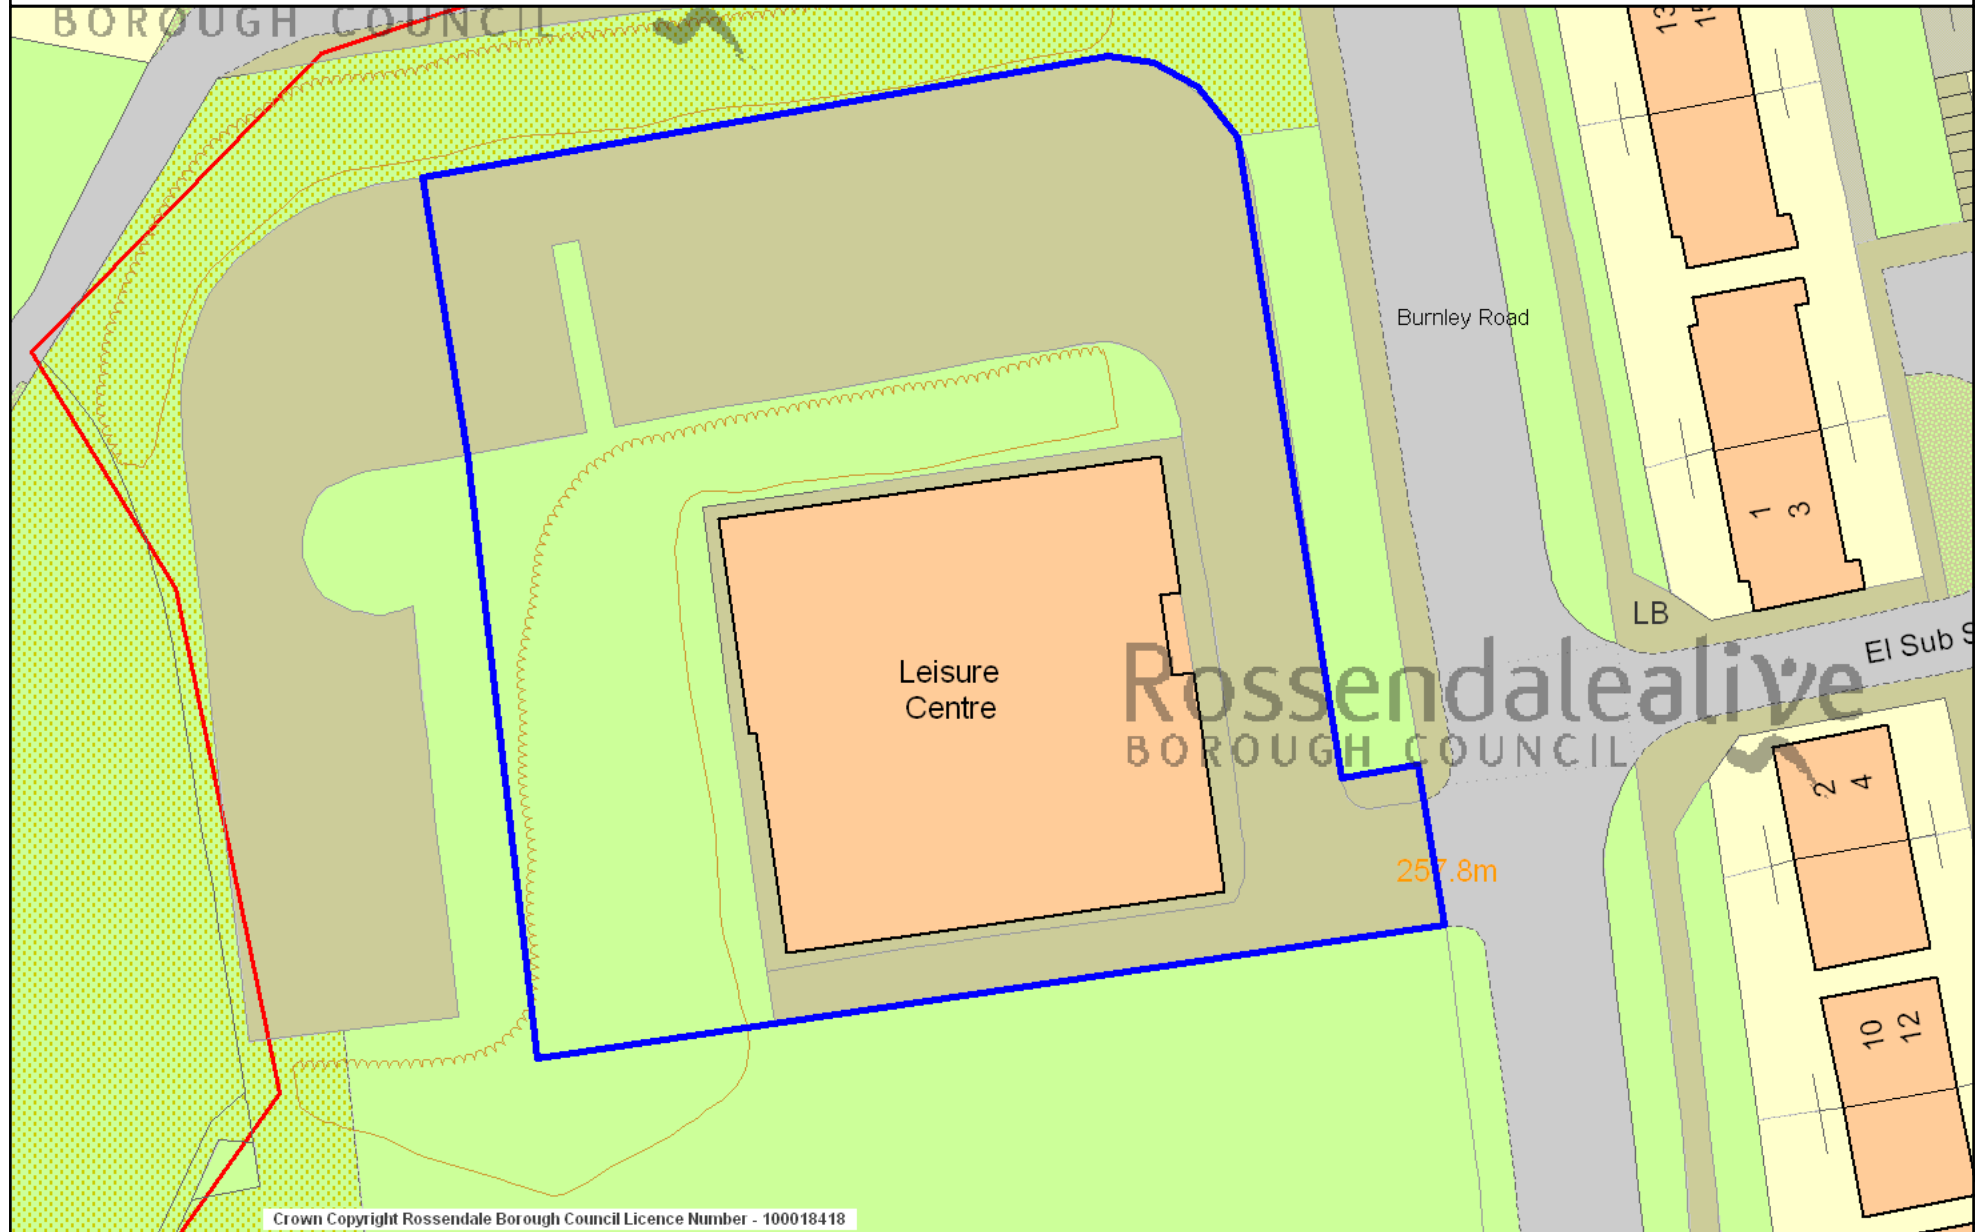 BOROUGH COUNCIL
13
15
Burnley Road
1
3
LB
El Sub S
Leisure
Centre
Rossendalealive
BOROUGH COUNCIL
2
4
257.8m
10
12
Crown Copyright Rossendale Borough Council Licence Number - 100018418